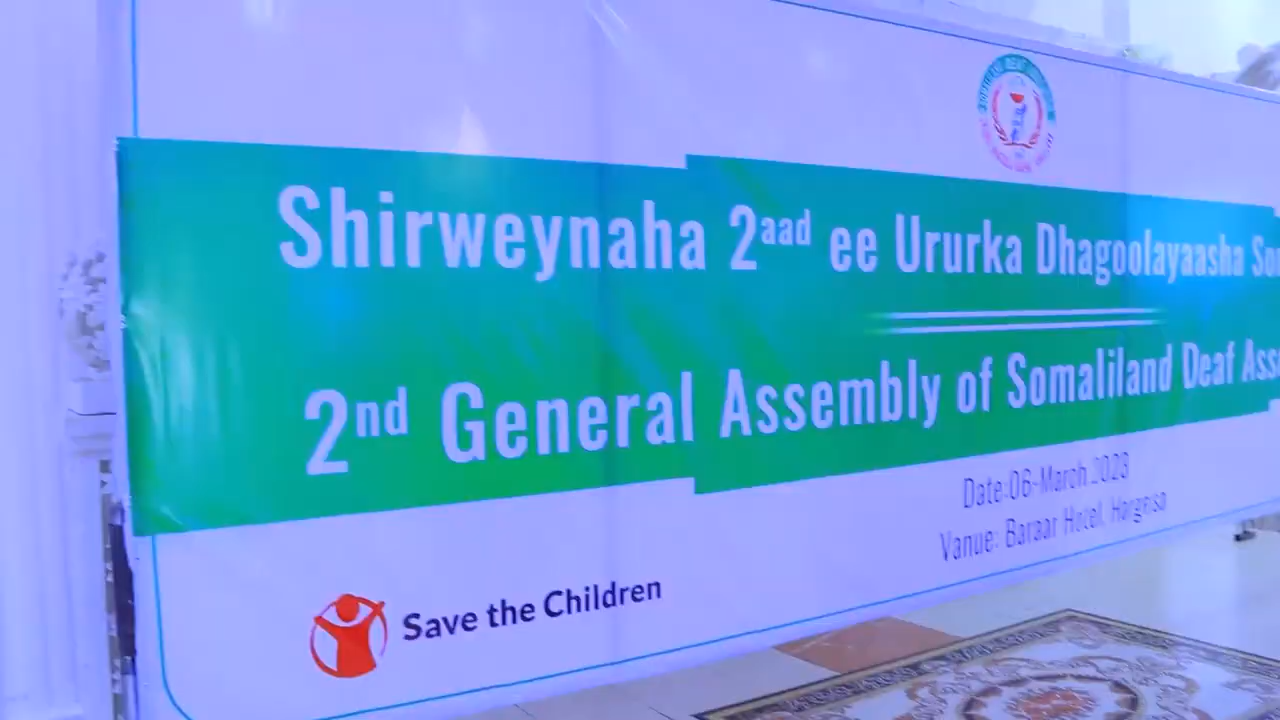 Shirweynaha 2aad ee Ururka Dhagoolayaasha
2nd General Assembly of Somaliland Deaf
Date:06-March 2023
Vanue: Baraar Hotel, Hargeisa
Save the Children